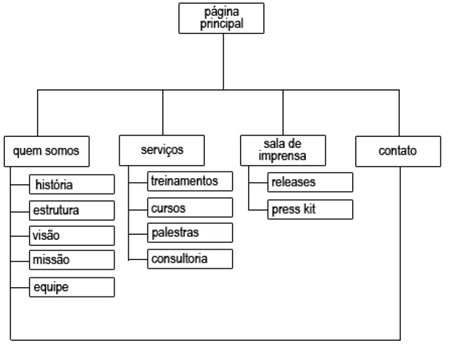 página
principal
quem somos
história
estrutura
visão
missão
equipe
serviços
treinamentos
cursos
palestras
consultoria
sala de
imprensa
releases
press kit
contato